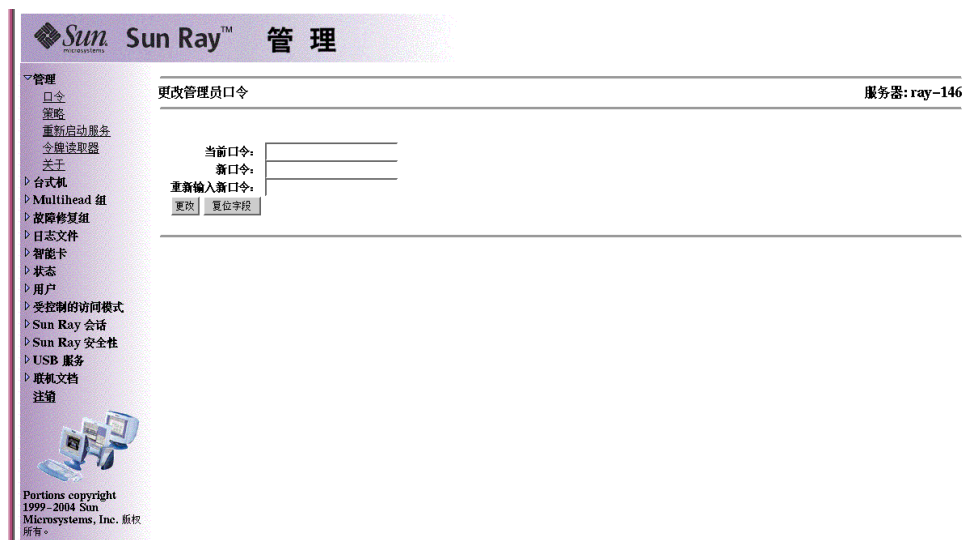 Sun microsystems Sun Ray™ 管 理
管理
口令
策略
重新启动服务
令牌读取器
关于
台式机
Multihead 组
故障修复组
日志文件
智能卡
状态
用户
受控制的访问模式
Sun Ray 会话
Sun Ray 安全性
USB 服务
联机文档
注销
Portions copyright
1999-2004 Sun
Microsystems, Inc. 版权
所有。
更改管理员口令 服务器: ray-146
当前口令:
新口令:
重新输入新口令:
更改 复位字段